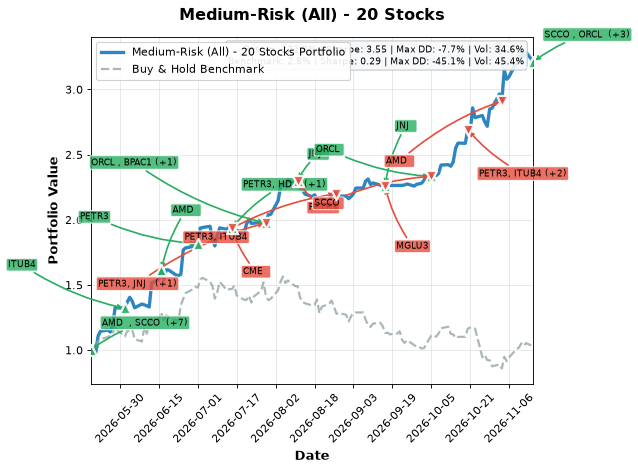 Medium-Risk (All) - 20 Stocks
Medium-Risk (All) - 20 Stocks Portfolio
Buy & Hold Benchmark
3.55 | Max DD: -7.7% | Vol: 34.6%
0.29 | Max DD: -45.1% | Vol: 45.4%
SCCO , ORCL (+3)
JNJ
ORCL
ORCL , BPAC1 (+1)
AMD
PETR3, ITUB4 (+2)
PETR3, HD (+1)
SCCO
AMD
PETR3
PETR3, ITUB4
MGLU3
ITUB4
CME
PETR3, JNJ (+1)
AMD , SCCO (+7)
Portfolio Value
3.0
2.5
2.0
1.5
1.0
2026-05-30
2026-06-15
2026-07-01
2026-07-17
2026-08-02
2026-08-18
2026-09-03
2026-09-19
2026-10-05
2026-10-21
2026-11-06
Date